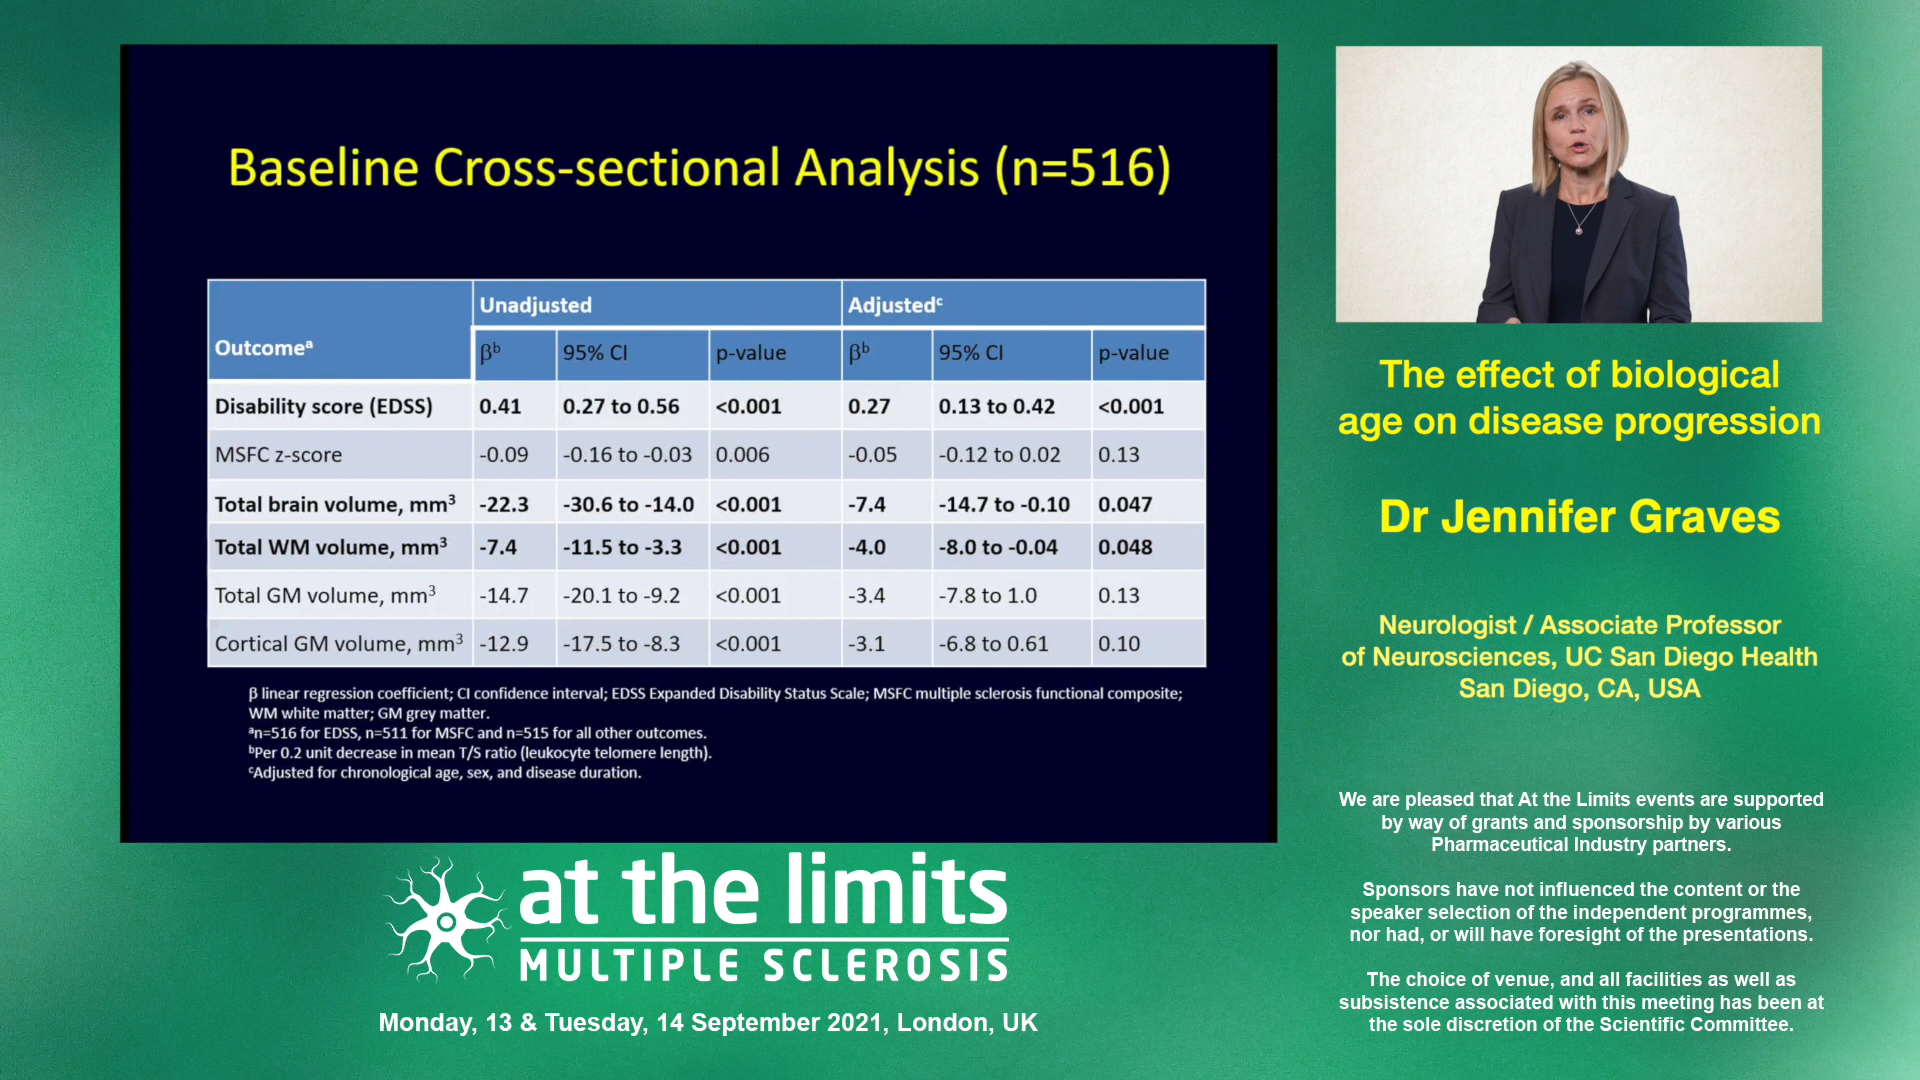 Baseline Cross-sectional Analysis (n=516)
Outcomeᵃ Unadjusted Adjustedᶜ
βᵇ 95% CI p-value βᵇ 95% CI p-value
Disability score (EDSS) 0.41 0.27 to 0.56 <0.001 0.27 0.13 to 0.42 <0.001
MSFC z-score -0.09 -0.16 to -0.03 0.006 -0.05 -0.12 to 0.02 0.13
Total brain volume, mm³ -22.3 -30.6 to -14.0 <0.001 -7.4 -14.7 to -0.10 0.047
Total WM volume, mm³ -7.4 -11.5 to -3.3 <0.001 -4.0 -8.0 to -0.04 0.048
Total GM volume, mm³ -14.7 -20.1 to -9.2 <0.001 -3.4 -7.8 to 1.0 0.13
Cortical GM volume, mm³ -12.9 -17.5 to -8.3 <0.001 -3.1 -6.8 to 0.61 0.10
β linear regression coefficient; CI confidence interval; EDSS Expanded Disability Status Scale; MSFC multiple sclerosis functional composite;
WM white matter; GM grey matter.
ᵃn=516 for EDSS, n=511 for MSFC and n=515 for all other outcomes.
ᵇPer 0.2 unit decrease in mean T/S ratio (leukocyte telomere length).
ᶜAdjusted for chronological age, sex, and disease duration.
at the limits
MULTIPLE SCLEROSIS
Monday, 13 & Tuesday, 14 September 2021, London, UK
The effect of biological
age on disease progression
Dr Jennifer Graves
Neurologist / Associate Professor
of Neurosciences, UC San Diego Health
San Diego, CA, USA
We are pleased that At the Limits events are supported
by way of grants and sponsorship by various
Pharmaceutical Industry partners.
Sponsors have not influenced the content or the
speaker selection of the independent programmes,
nor had, or will have foresight of the presentations.
The choice of venue, and all facilities as well as
subsistence associated with this meeting has been at
the sole discretion of the Scientific Committee.